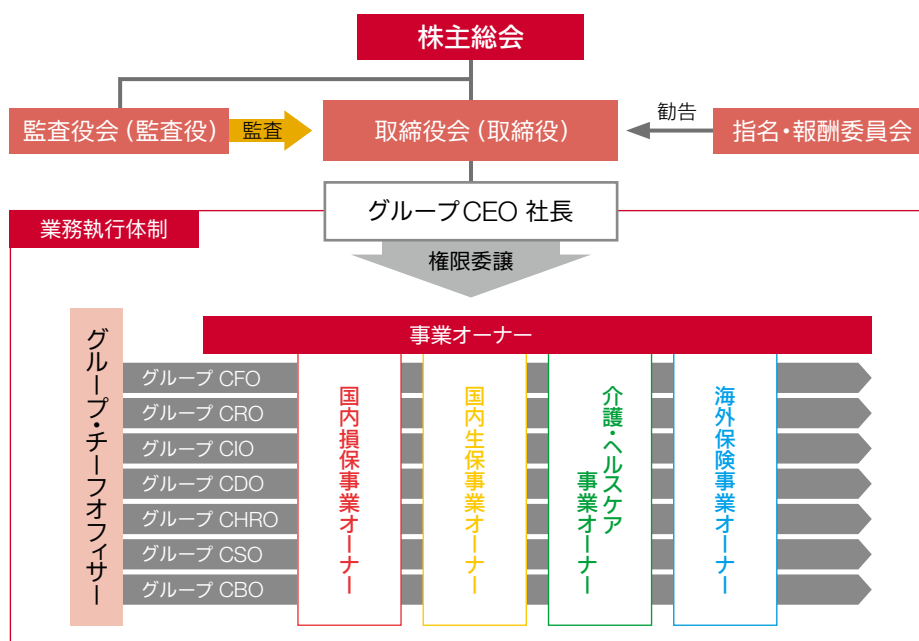 株主総会
監査役会（監査役）
監査
取締役会（取締役）
勧告
指名・報酬委員会
グループCEO 社長
業務執行体制
権限委譲
グループ・チーフオフィサー
事業オーナー
グループ CFO
グループ CRO
グループ CIO
グループ CDO
グループ CHRO
グループ CSO
グループ CBO
国内損保事業オーナー
国内生保事業オーナー
介護・ヘルスケア
事業オーナー
海外保険事業オーナー